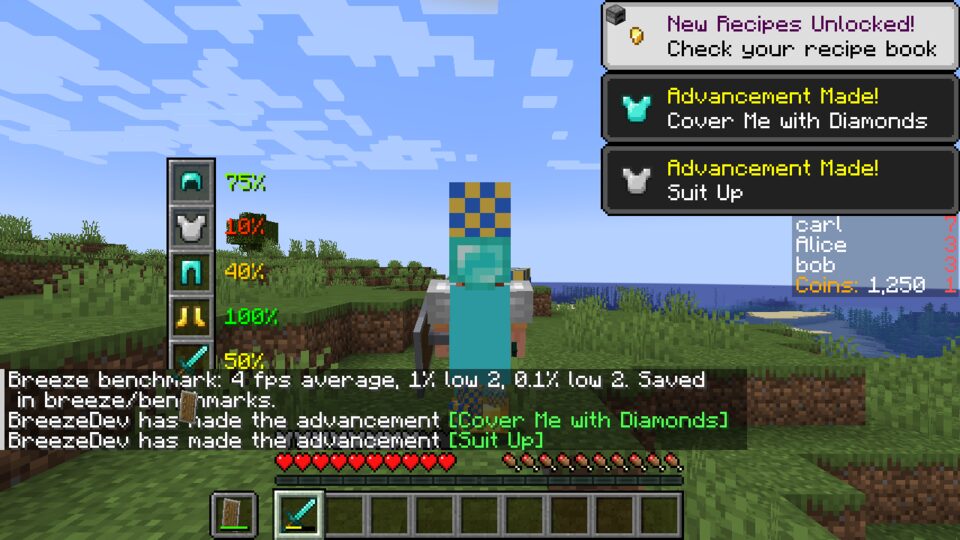 New Recipes Unlocked!
Check your recipe book
Advancement Made!
Cover Me with Diamonds
Advancement Made!
Suit Up
75%
10%
40%
100%
50%
carl 7
Alice 3
bob 3
Coins: 1,250 1
Breeze benchmark: 4 fps average, 1% low 2, 0.1% low 2. Saved
in breeze/benchmarks.
BreezeDev has made the advancement [Cover Me with Diamonds]
BreezeDev has made the advancement [Suit Up]